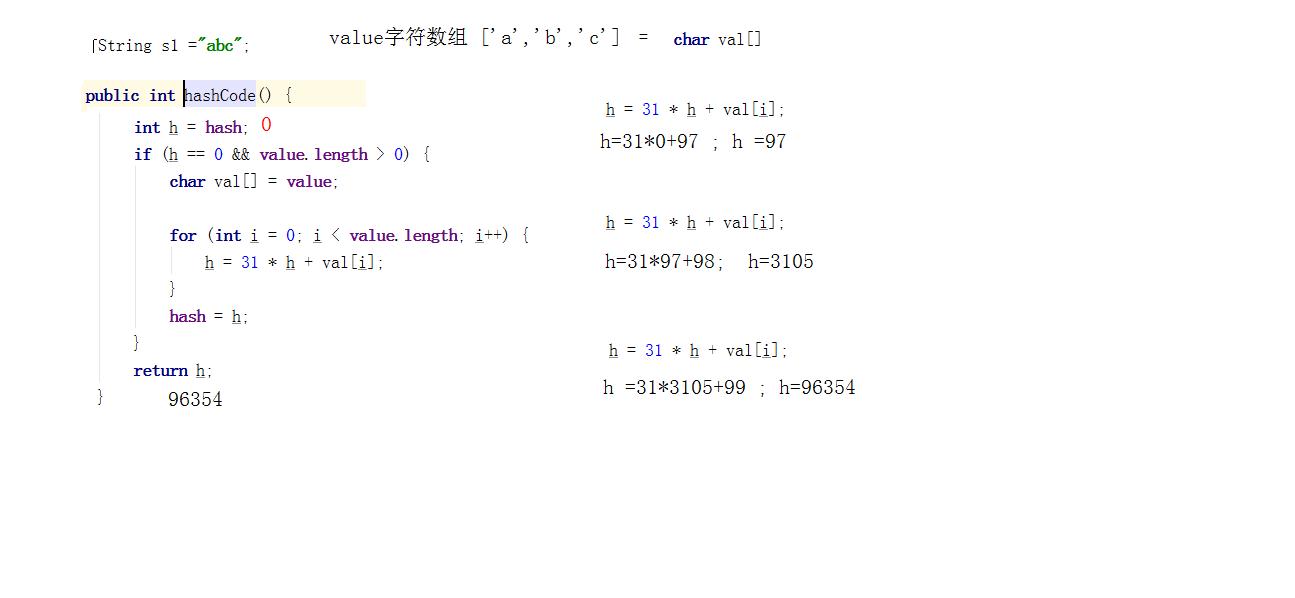 String s1 ="abc";
value字符数组 ['a','b','c'] = char val[]
public int hashCode() {
int h = hash; 0
if (h == 0 && value.length > 0) {
char val[] = value;
for (int i = 0; i < value.length; i++) {
h = 31 * h + val[i];
}
hash = h;
}
return h;
} 96354
h = 31 * h + val[i];
h=31*0+97 ; h =97
h = 31 * h + val[i];
h=31*97+98; h=3105
h = 31 * h + val[i];
h =31*3105+99 ; h=96354